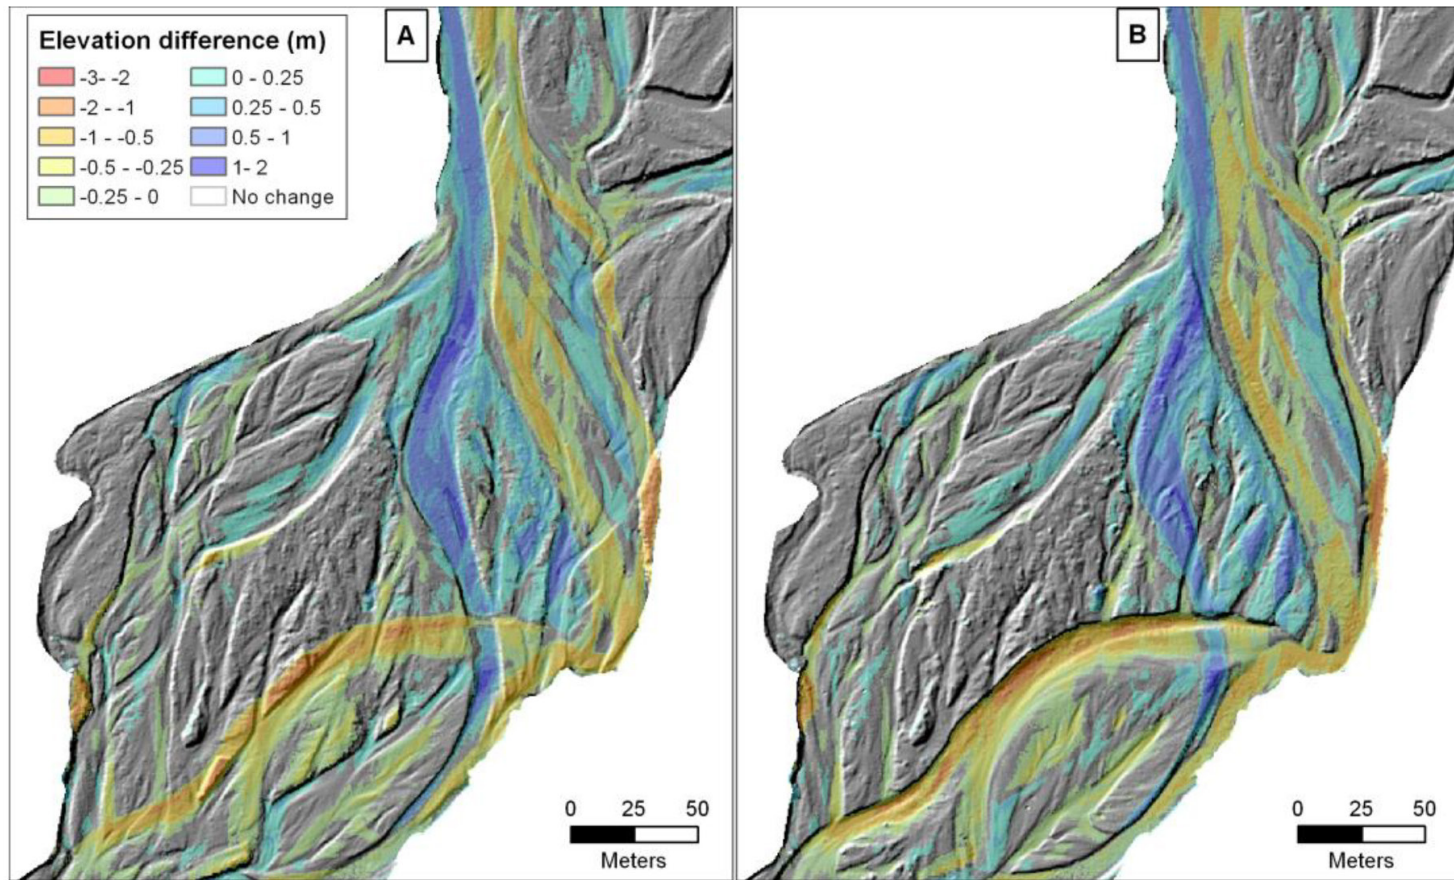 A
B
Elevation difference (m)
-3- -2
0 - 0.25
-2 - -1
0.25 - 0.5
-1 - -0.5
0.5 - 1
-0.5 - -0.25
1- 2
-0.25 - 0
No change
0 25 50
Meters
0 25 50
Meters